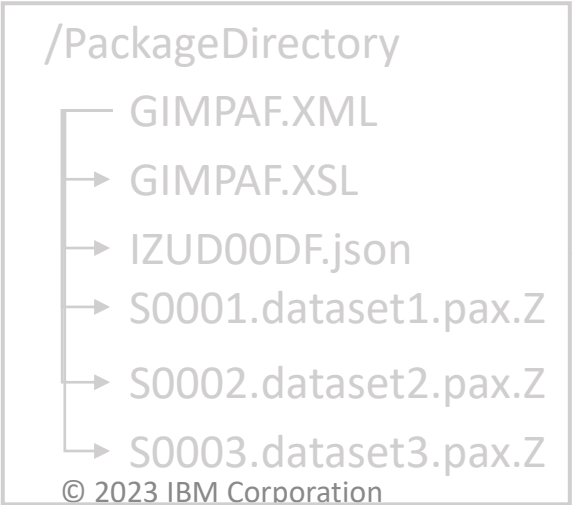 /PackageDirectory
GIMPAF.XML
GIMPAF.XSL
IZUD00DF.json
S0001.dataset1.pax.Z
S0002.dataset2.pax.Z
S0003.dataset3.pax.Z
© 2023 IBM Corporation